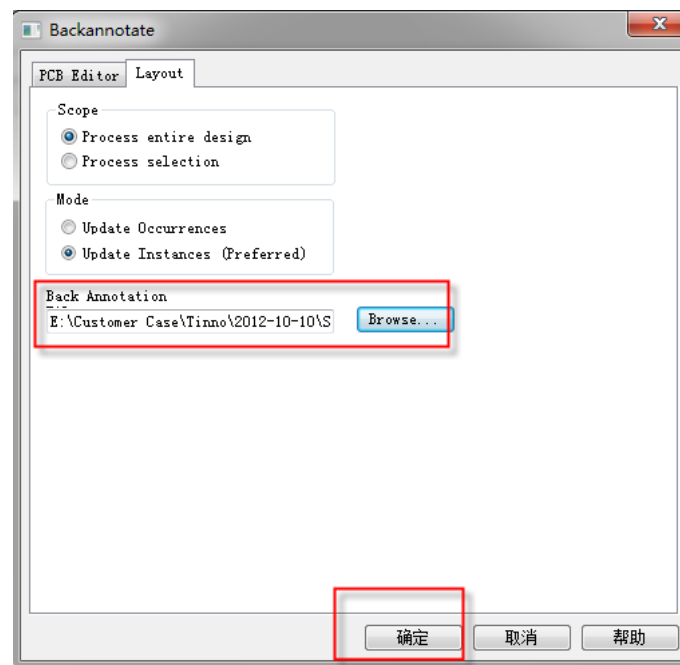 Backannotate
PCB Editor Layout
Scope
Process entire design
Process selection
Mode
Update Occurrences
Update Instances (Preferred)
Back Annotation
E:\Customer Case\Tinno\2012-10-10\S Browse...
确定 取消 帮助